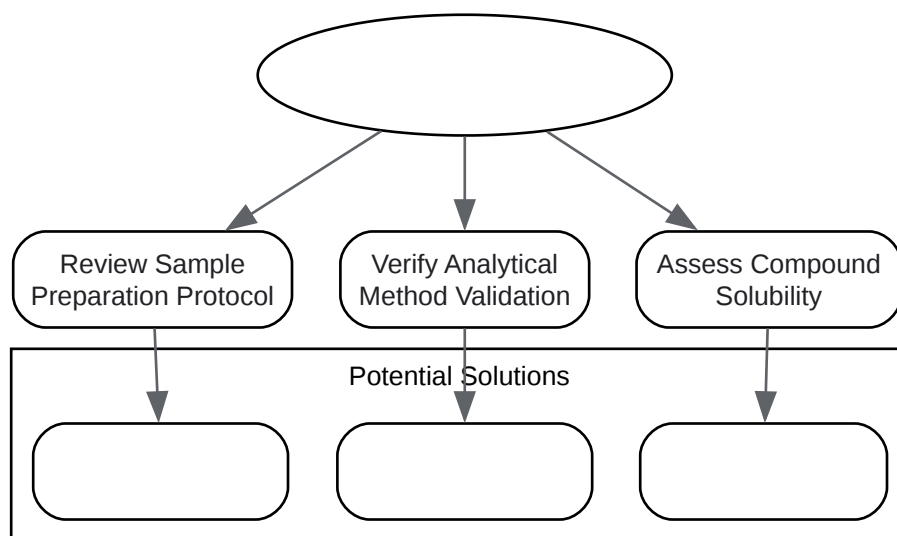 Review Sample
Preparation Protocol
Verify Analytical
Method Validation
Assess Compound
Solubility
Potential Solutions